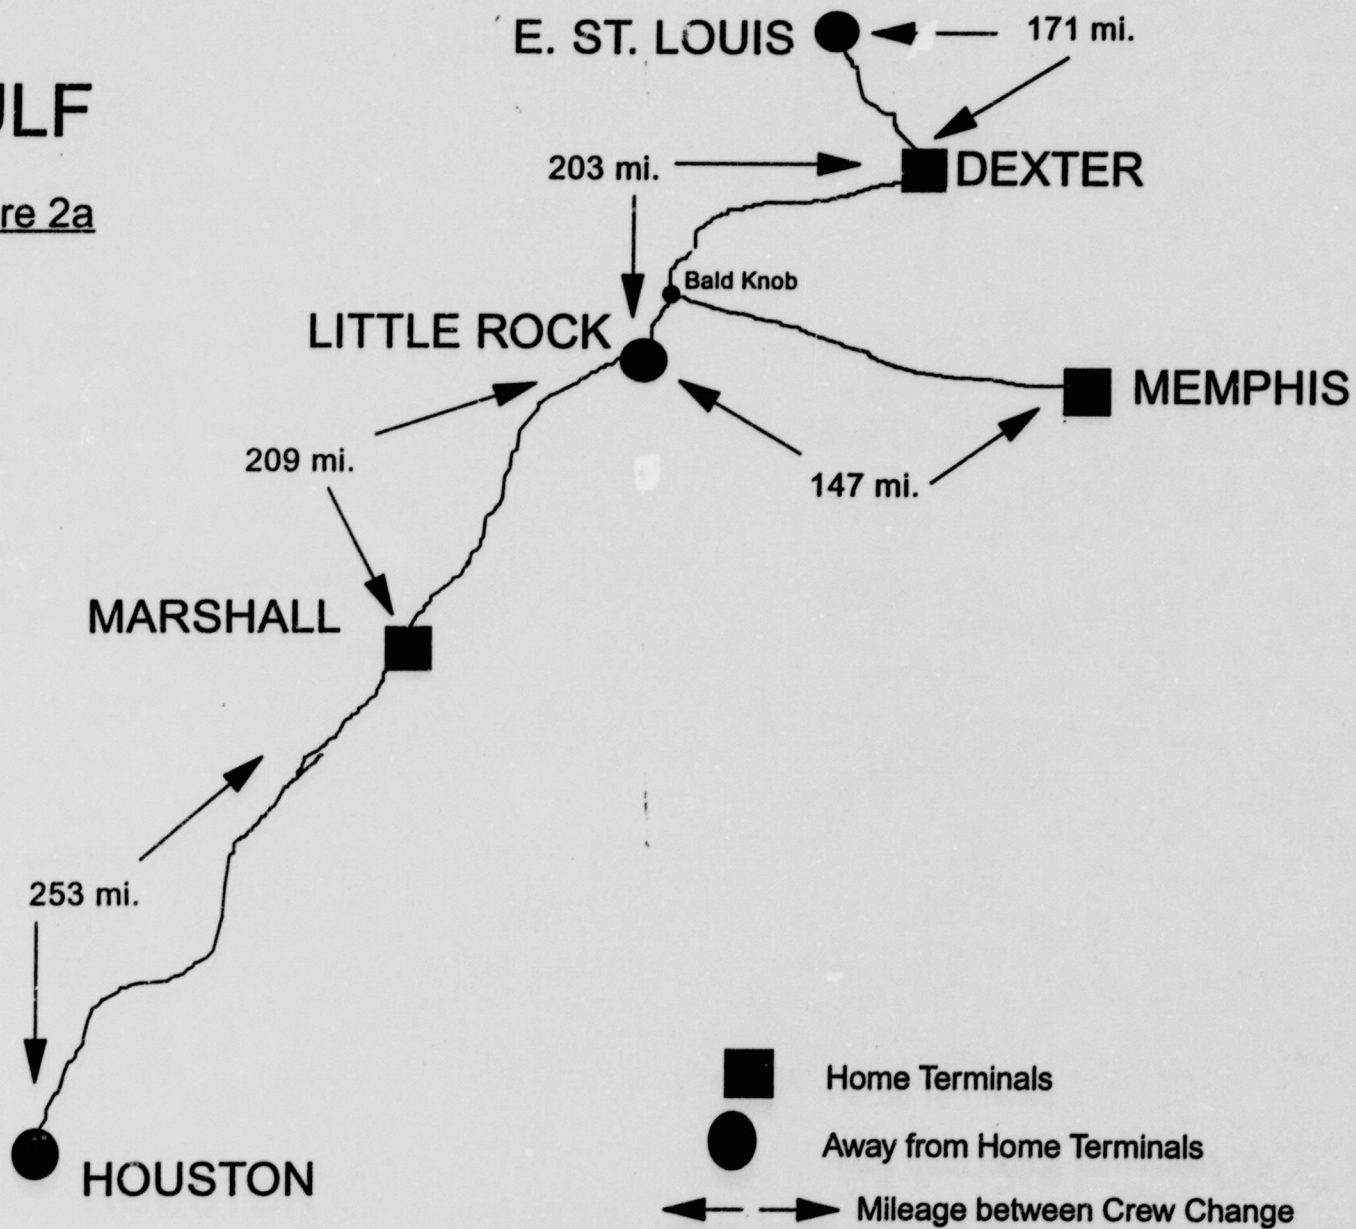 E. ST. LOUIS
171 mi.
ULF
203 mi.
DEXTER
re 2a
Bald Knob
LITTLE ROCK
MEMPHIS
209 mi.
147 mi.
MARSHALL
253 mi.
Home Terminals
Away from Home Terminals
HOUSTON
Mileage between Crew Change